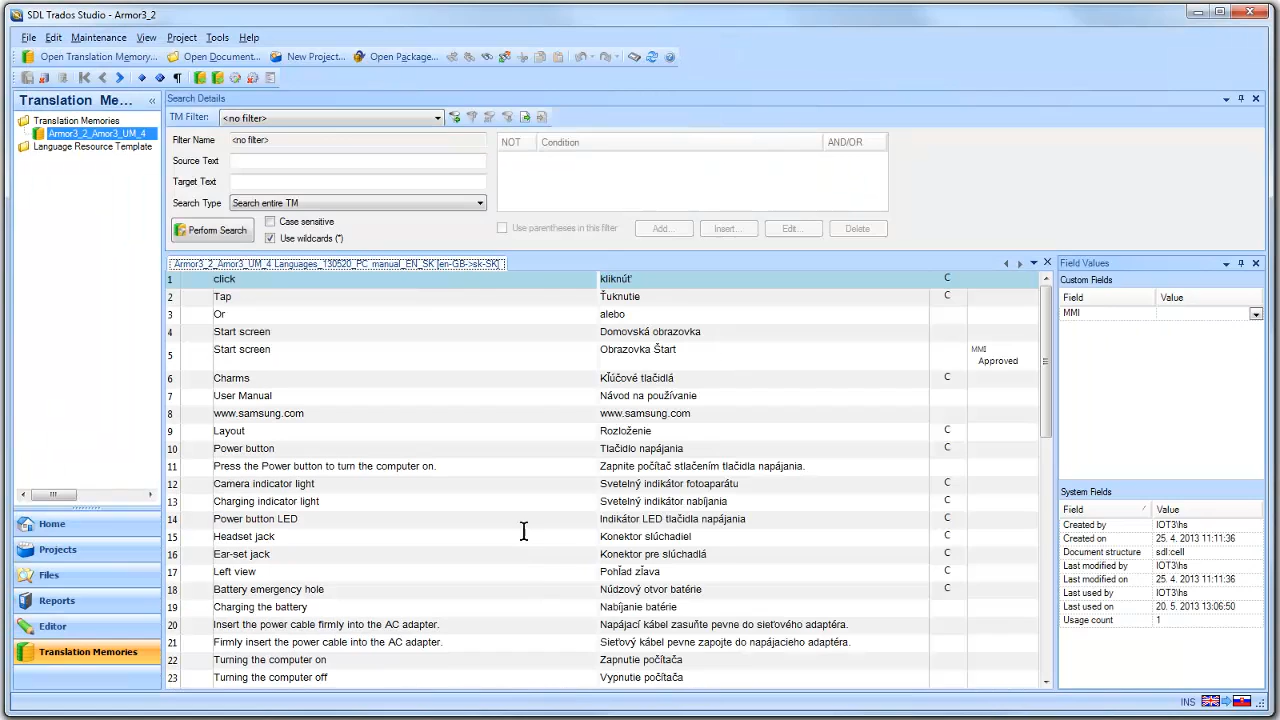 SDL Trados Studio - Armor3_2
File Edit Maintenance View Project Tools Help
Open Translation Memory... Open Document... New Project... Open Package...
Translation Me... «
Translation Memories
Armor3_2_Amor3_UM_4
Language Resource Template
Home
Projects
Files
Reports
Editor
Translation Memories
Search Details
TM Filter: <no filter>
Filter Name <no filter>
Source Text
Target Text
Search Type Search entire TM
Perform Search
Case sensitive
Use wildcards (*)
NOT Condition AND/OR
Use parentheses in this filter Add... Insert... Edit... Delete
Armor3_2_Amor3_UM_4 Languages_130520_PC manual_EN_SK [en-GB->sk-SK]
1 click kliknúť C
2 Tap Ťuknutie C
3 Or alebo
4 Start screen Domovská obrazovka
5 Start screen Obrazovka Štart MMI Approved
6 Charms Kľúčové tlačidlá C
7 User Manual Návod na používanie
8 www.samsung.com www.samsung.com
9 Layout Rozloženie C
10 Power button Tlačidlo napájania C
11 Press the Power button to turn the computer on. Zapnite počítač stlačením tlačidla napájania.
12 Camera indicator light Svetelný indikátor fotoaparátu C
13 Charging indicator light Svetelný indikátor nabíjania C
14 Power button LED Indikátor LED tlačidla napájania C
15 Headset jack Konektor slúchadiel C
16 Ear-set jack Konektor pre slúchadlá C
17 Left view Pohľad zľava C
18 Battery emergency hole Núdzový otvor batérie C
19 Charging the battery Nabíjanie batérie
20 Insert the power cable firmly into the AC adapter. Napájací kábel zasuňte pevne do sieťového adaptéra.
21 Firmly insert the power cable into the AC adapter. Sieťový kábel pevne zapojte do napájacieho adaptéra.
22 Turning the computer on Zapnutie počítača
23 Turning the computer off Vypnutie počítača
Field Values
Custom Fields
Field Value
MMI
System Fields
Field Value
Created by IOT3\hs
Created on 25. 4. 2013 11:11:36
Document structure sdl:cell
Last modified by IOT3\hs
Last modified on 25. 4. 2013 11:11:36
Last used by IOT3\hs
Last used on 20. 5. 2013 13:06:50
Usage count 1
INS